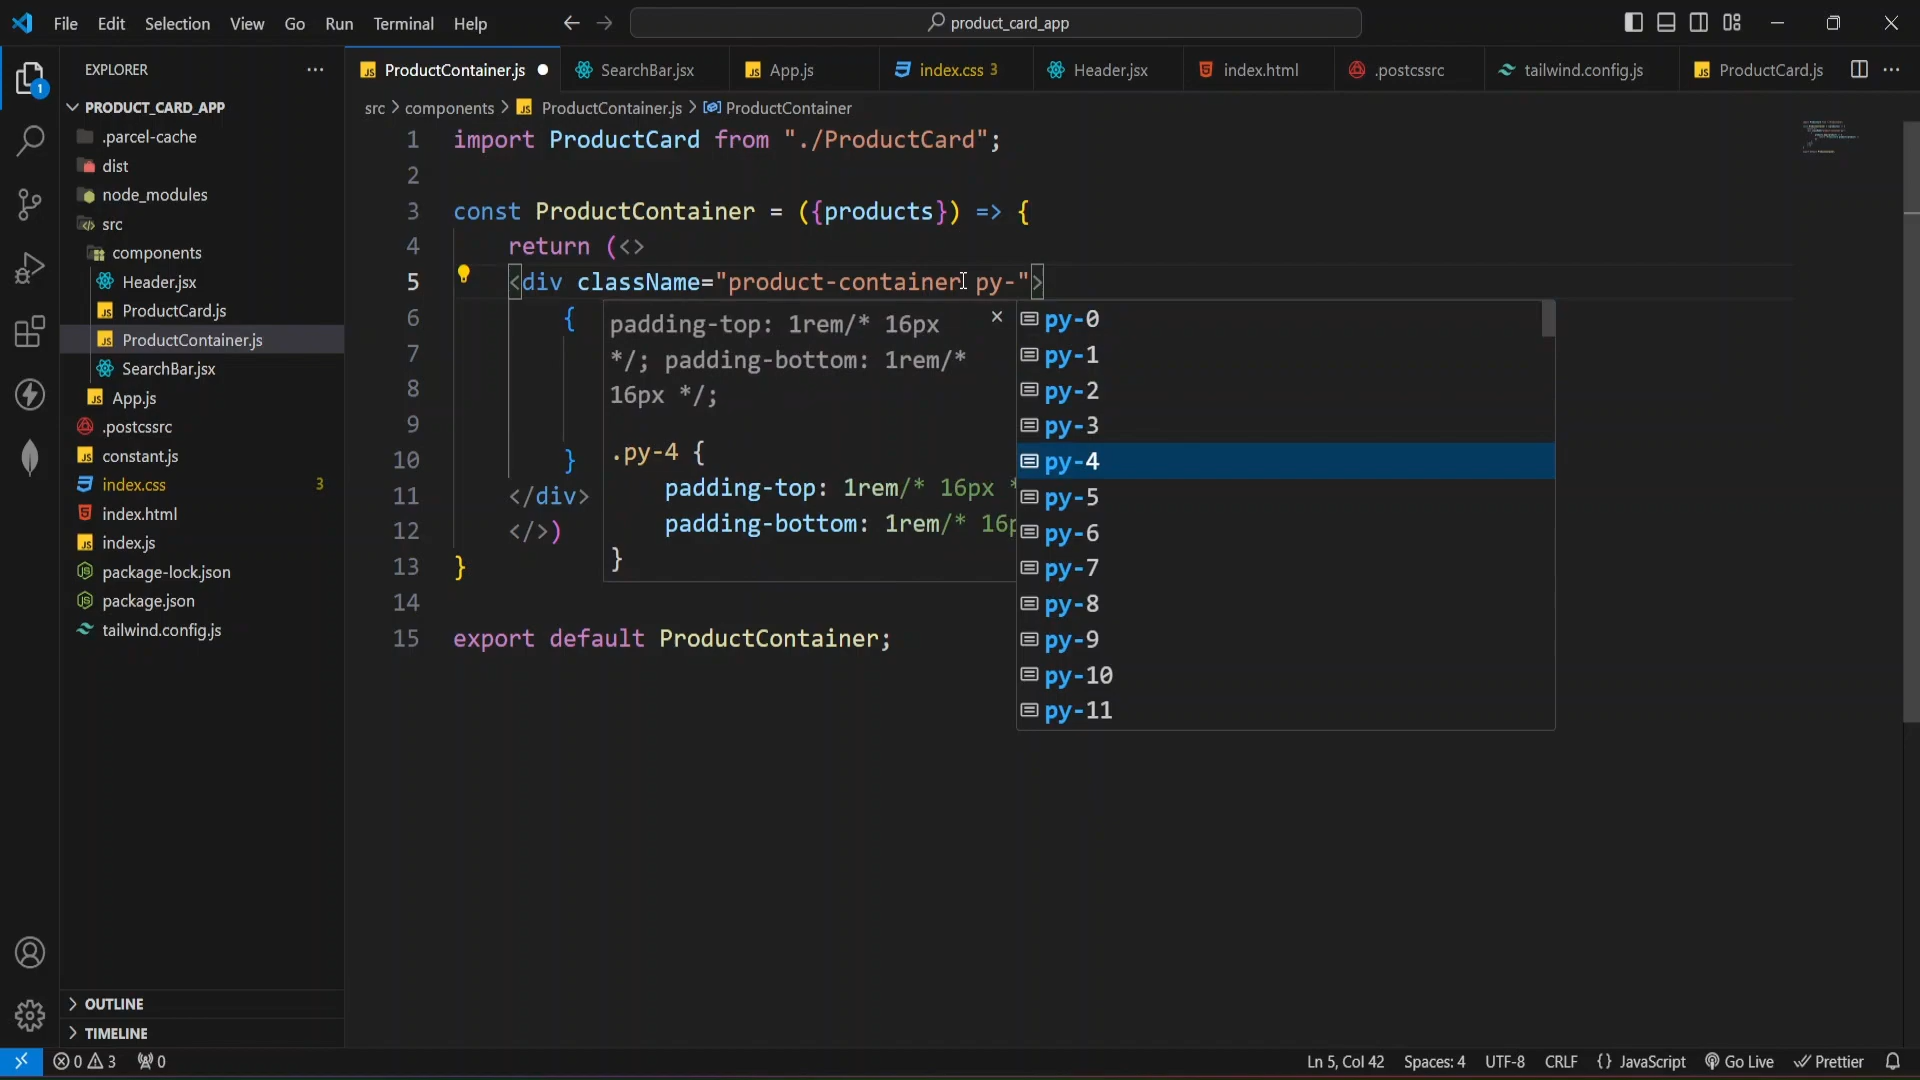 File Edit Selection View Go Run Terminal Help
product_card_app
EXPLORER
ProductContainer.js
SearchBar.jsx
App.js
index.css 3
Header.jsx
index.html
.postcssrc
tailwind.config.js
ProductCard.js
1
PRODUCT_CARD_APP
.parcel-cache
dist
node_modules
src
components
Header.jsx
ProductCard.js
ProductContainer.js
SearchBar.jsx
App.js
.postcssrc
constant.js
index.css 3
index.html
index.js
package-lock.json
package.json
tailwind.config.js
OUTLINE
TIMELINE
src > components > JS ProductContainer.js > ProductContainer
1 import ProductCard from "./ProductCard";
2
3 const ProductContainer = ({products}) => {
4 return (<>
5 <div className="product-container py-">
6 {
7
8
9
10 }
11 </div>
12 </>)
13 }
14
15 export default ProductContainer;
padding-top: 1rem/* 16px
*/; padding-bottom: 1rem/*
16px */;
.py-4 {
padding-top: 1rem/* 16px
padding-bottom: 1rem/* 16p
}
py-0
py-1
py-2
py-3
py-4
py-5
py-6
py-7
py-8
py-9
py-10
py-11
0 3 0
Ln 5, Col 42 Spaces: 4 UTF-8 CRLF {} JavaScript Go Live Prettier